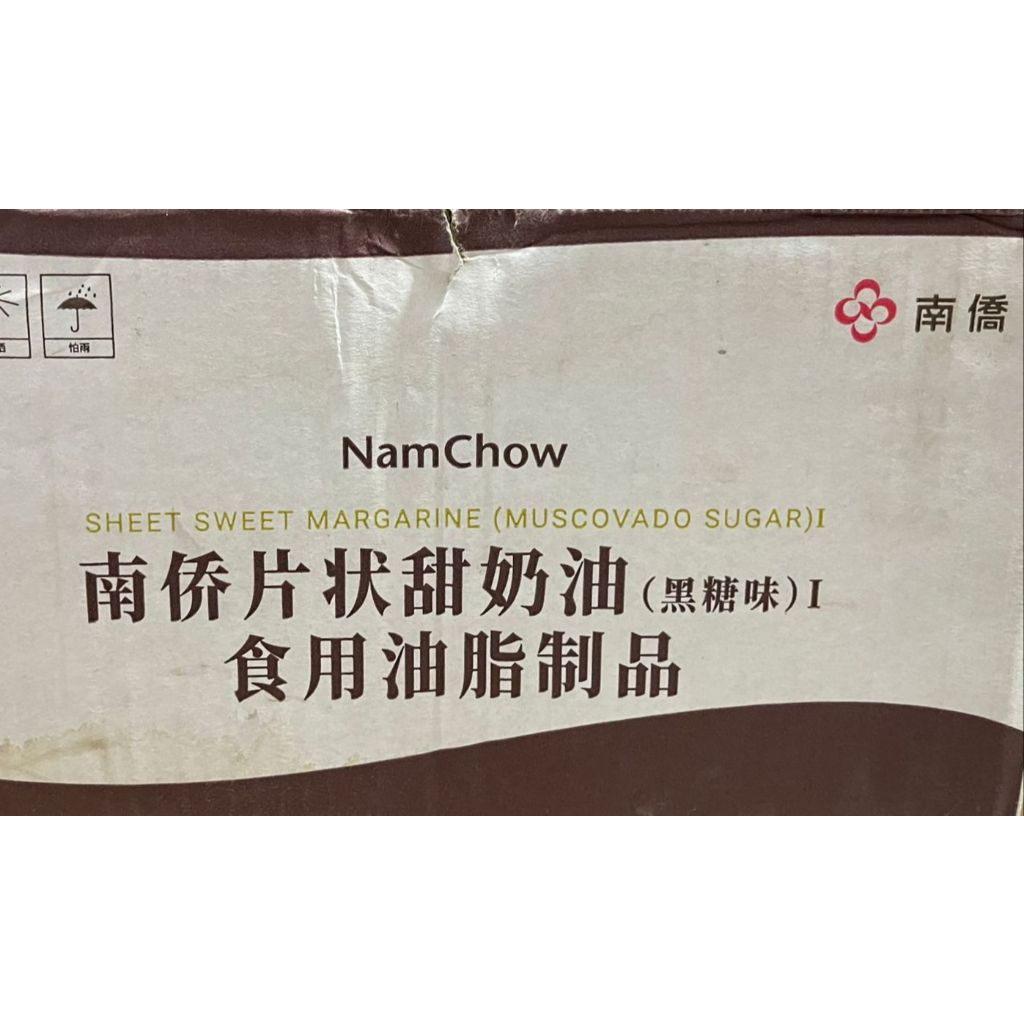 南僑
怕雨
NamChow
SHEET SWEET MARGARINE (MUSCOVADO SUGAR)I
南侨片状甜奶油(黑糖味)I
食用油脂制品